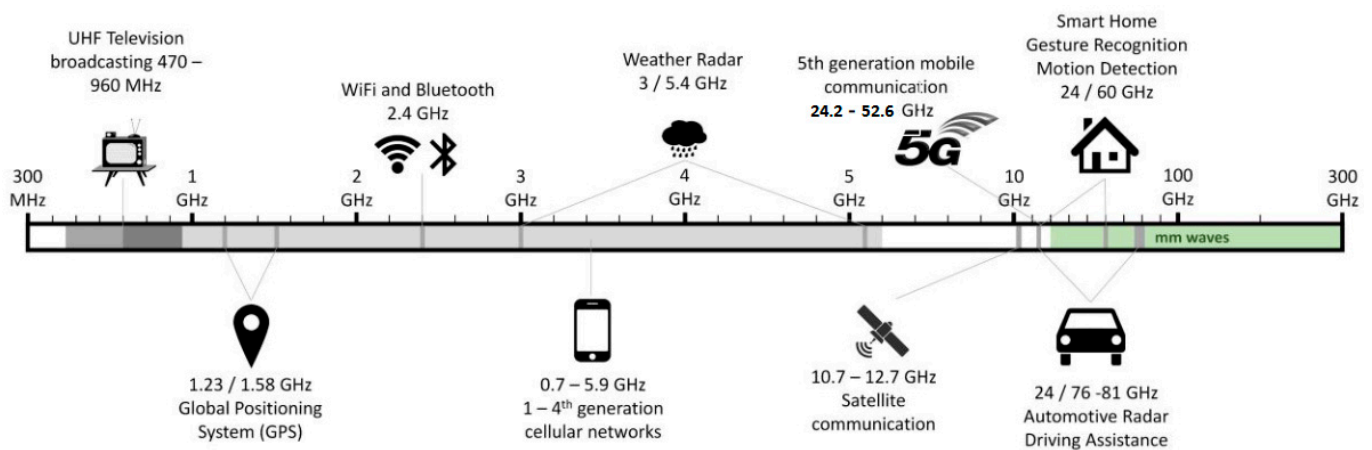 UHF Television
broadcasting 470 –
960 MHz
WiFi and Bluetooth
2.4 GHz
Weather Radar
3 / 5.4 GHz
5th generation mobile
communication
24.2 - 52.6 GHz
5G
Smart Home
Gesture Recognition
Motion Detection
24 / 60 GHz
300
MHz
1
GHz
2
GHz
3
GHz
4
GHz
5
GHz
10
GHz
100
GHz
300
GHz
mm waves
1.23 / 1.58 GHz
Global Positioning
System (GPS)
0.7 – 5.9 GHz
1 – 4th generation
cellular networks
10.7 – 12.7 GHz
Satellite
communication
24 / 76 -81 GHz
Automotive Radar
Driving Assistance